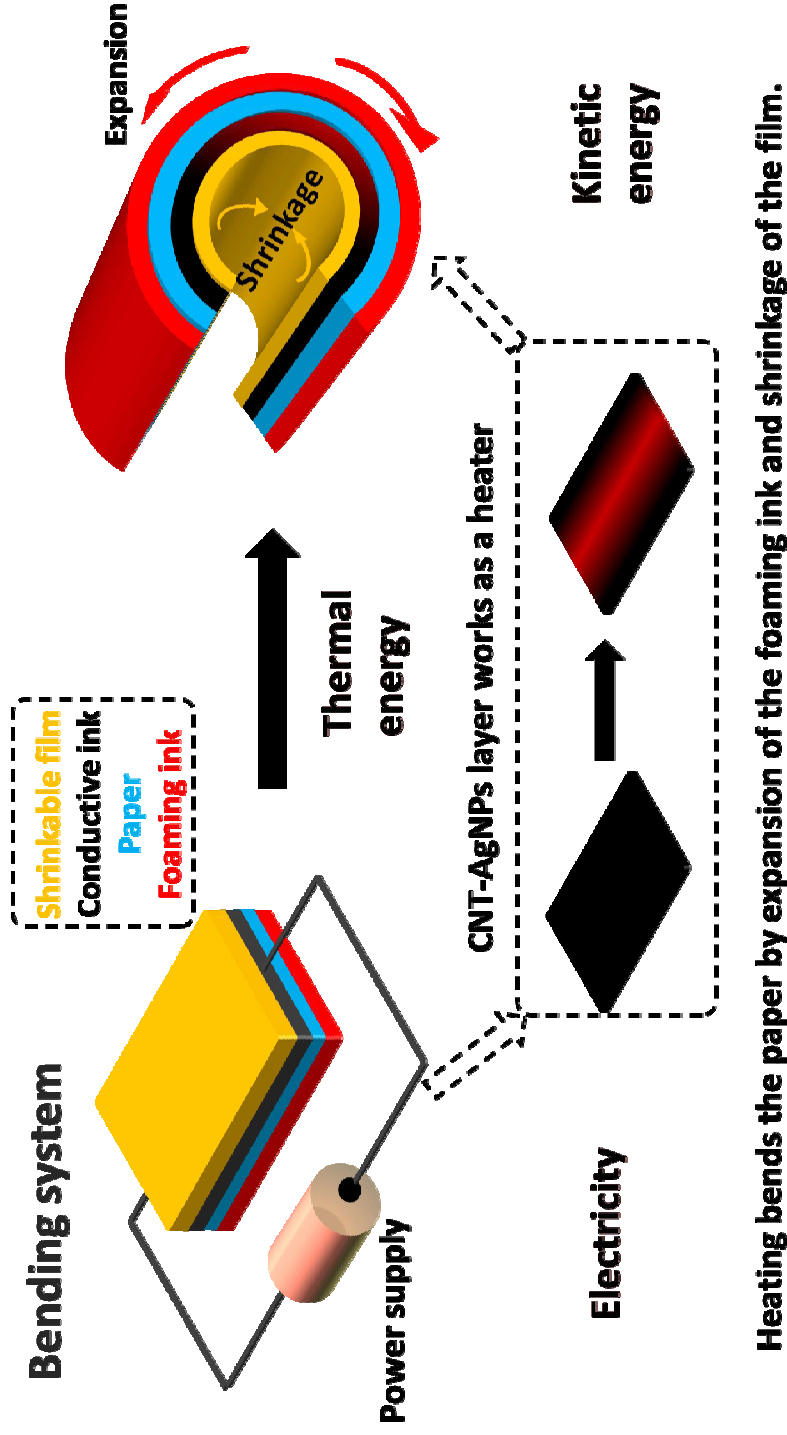 Bending system
Shrinkable film
Conductive ink
Paper
Foaming ink
Expansion
Shrinkage
Thermal
energy
Power supply
CNT-AgNPs layer works as a heater
Electricity
Kinetic
energy
Heating bends the paper by expansion of the foaming ink and shrinkage of the film.